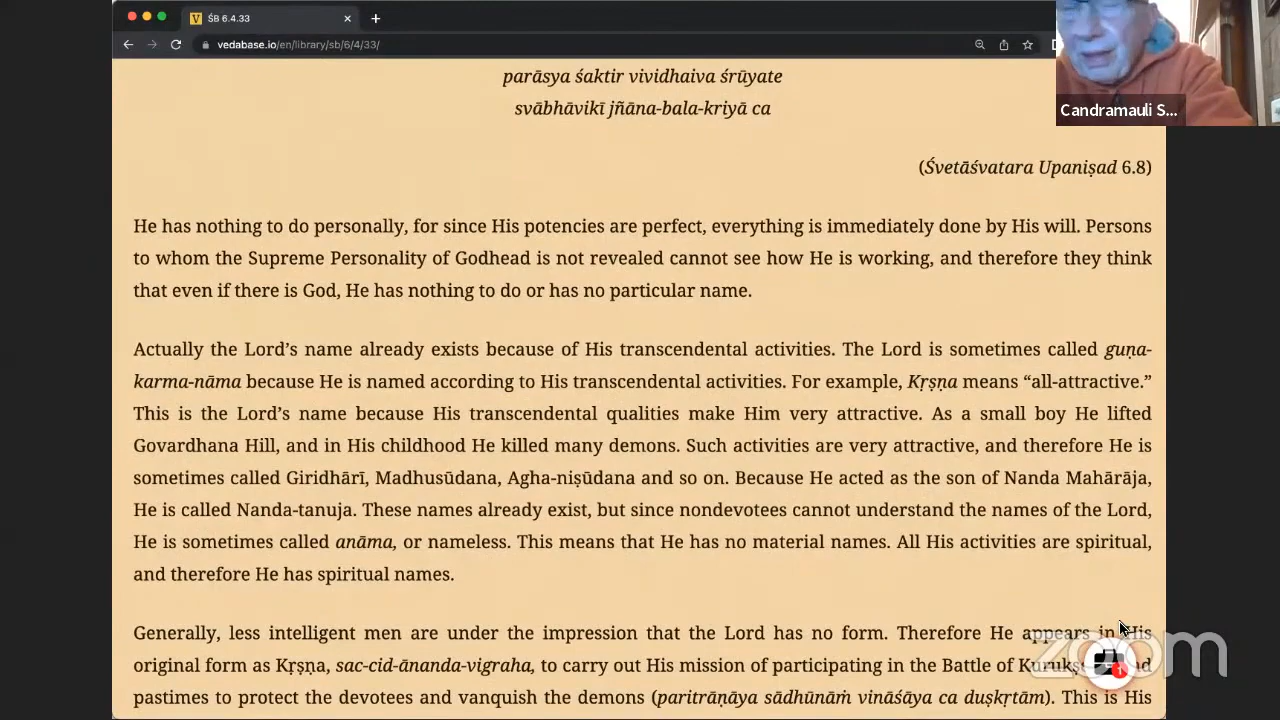 ŚB 6.4.33
vedabase.io/en/library/sb/6/4/33/
Candramauli S...
parāsya śaktir vividhaiva śrūyate
svābhāvikī jñāna-bala-kriyā ca
(Śvetāśvatara Upaniṣad 6.8)
He has nothing to do personally, for since His potencies are perfect, everything is immediately done by His will. Persons
to whom the Supreme Personality of Godhead is not revealed cannot see how He is working, and therefore they think
that even if there is God, He has nothing to do or has no particular name.
Actually the Lord’s name already exists because of His transcendental activities. The Lord is sometimes called guṇa-
karma-nāma because He is named according to His transcendental activities. For example, Kṛṣṇa means “all-attractive.”
This is the Lord’s name because His transcendental qualities make Him very attractive. As a small boy He lifted
Govardhana Hill, and in His childhood He killed many demons. Such activities are very attractive, and therefore He is
sometimes called Giridhārī, Madhusūdana, Agha-niṣūdana and so on. Because He acted as the son of Nanda Mahārāja,
He is called Nanda-tanuja. These names already exist, but since nondevotees cannot understand the names of the Lord,
He is sometimes called anāma, or nameless. This means that He has no material names. All His activities are spiritual,
and therefore He has spiritual names.
Generally, less intelligent men are under the impression that the Lord has no form. Therefore He appears in His
original form as Kṛṣṇa, sac-cid-ānanda-vigraha, to carry out His mission of participating in the Battle of
pastimes to protect the devotees and vanquish the demons (paritrāṇāya sādhūnāṁ vināśāya ca duṣkṛtām). This is His
zoom
1